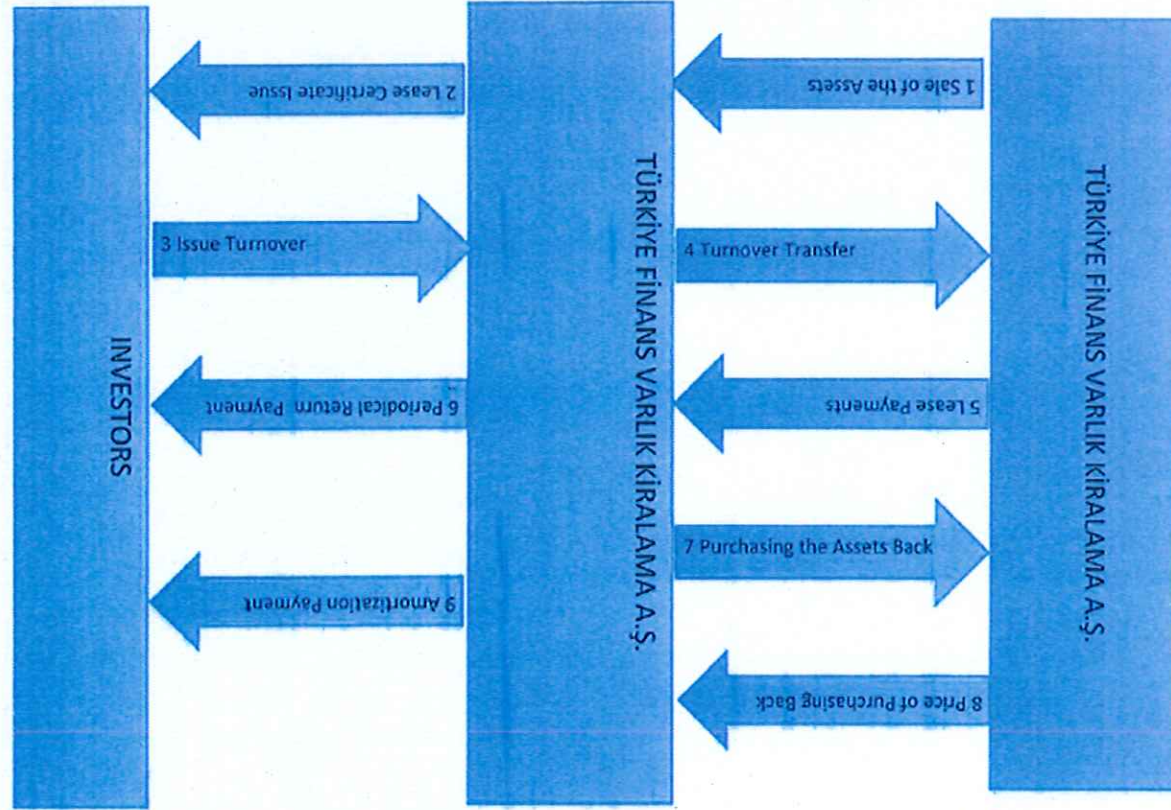 INVESTORS
TÜRKİYE FİNANS VARLIK KİRALAMA A.Ş.
TÜRKİYE FİNANS VARLIK KİRALAMA A.Ş.
1 Sale of the Assets
2 Lease Certificate Issue
3 Issue Turnover
4 Turnover Transfer
5 Lease Payments
6 Periodical Return Payment
7 Purchasing the Assets Back
8 Price of Purchasing Back
9 Amortization Payment